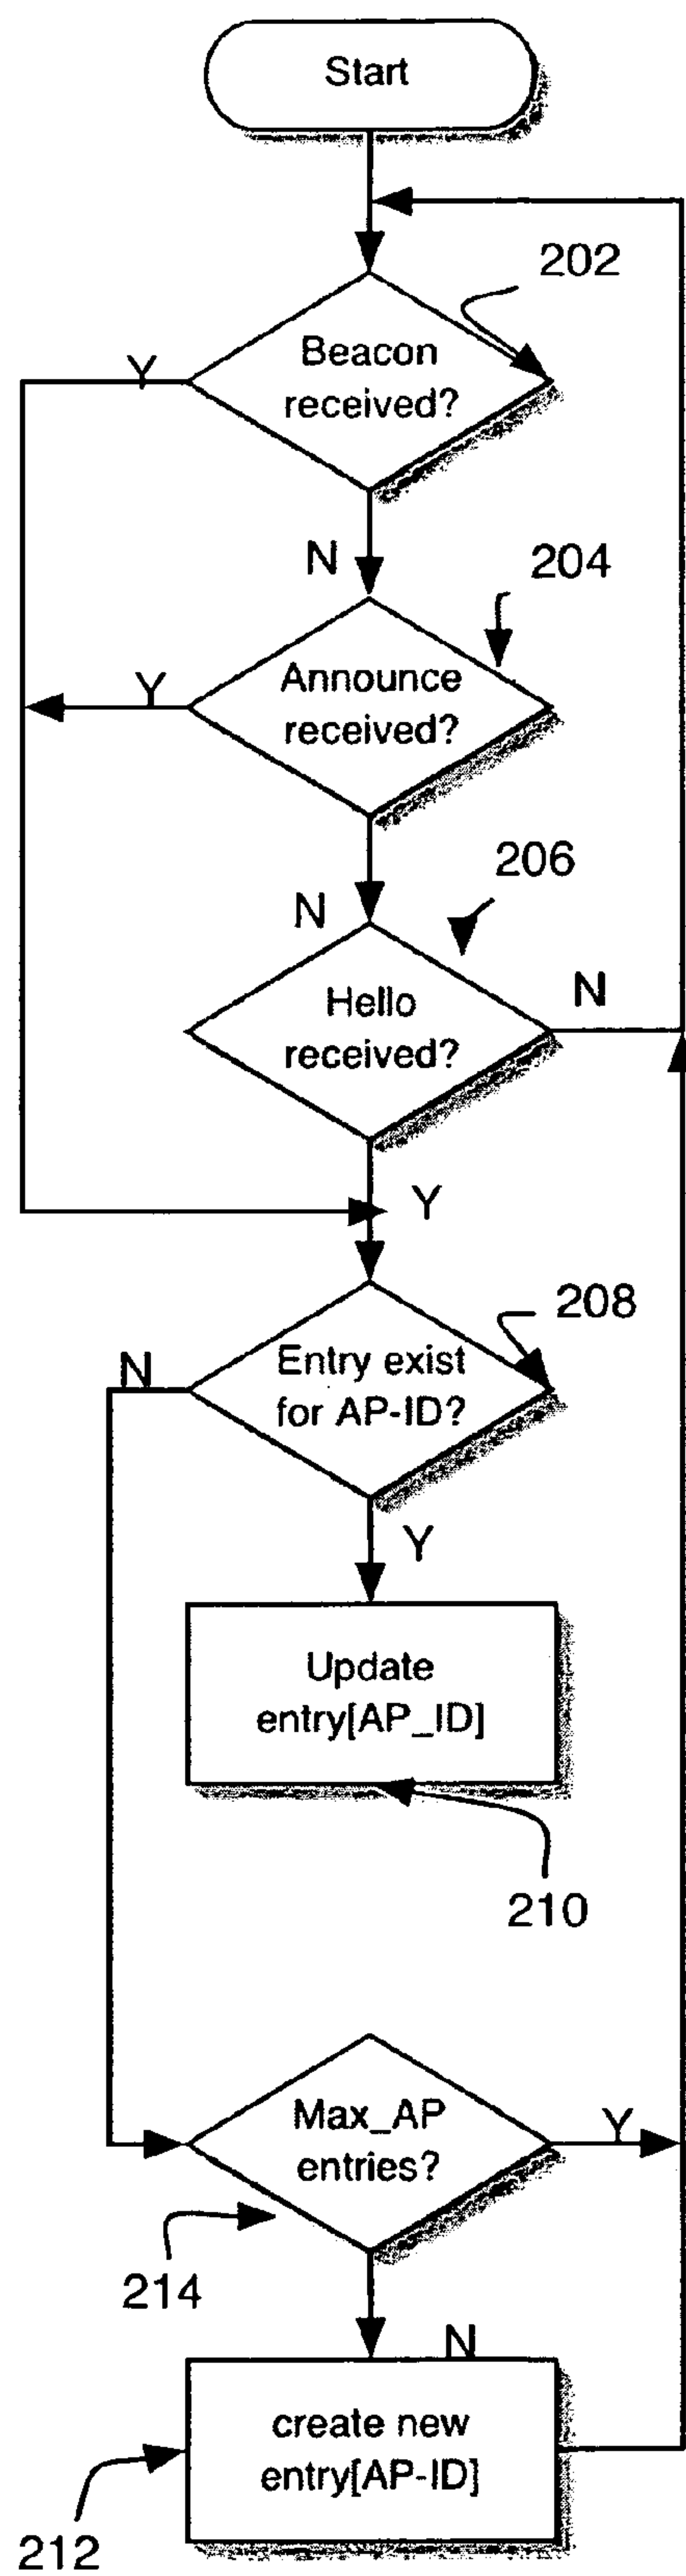 Start
202
Beacon
received?
Y
N
204
Announce
received?
Y
206
N
Hello
received?
N
Y
208
Entry exist
for AP-ID?
N
Y
Update
entry[AP_ID]
210
Max_AP
entries?
Y
214
N
create new
entry[AP-ID]
212